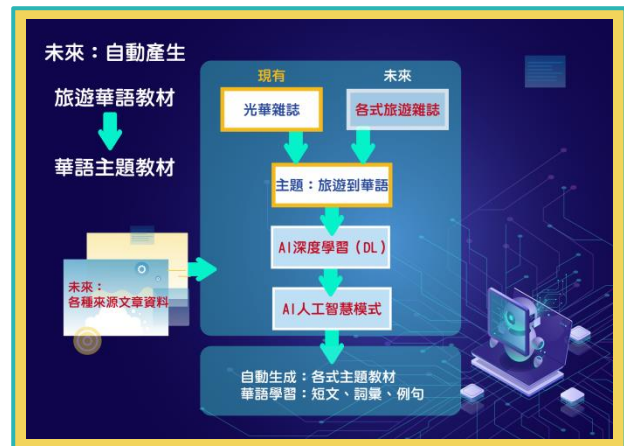 未來：自動產生
旅遊華語教材
華語主題教材
現有
未來
光華雜誌
各式旅遊雜誌
主題：旅遊到華語
AI深度學習（DL）
AI人工智慧模式
未來：
各種來源文章資料
自動生成：各式主題教材
華語學習：短文、詞彙、例句